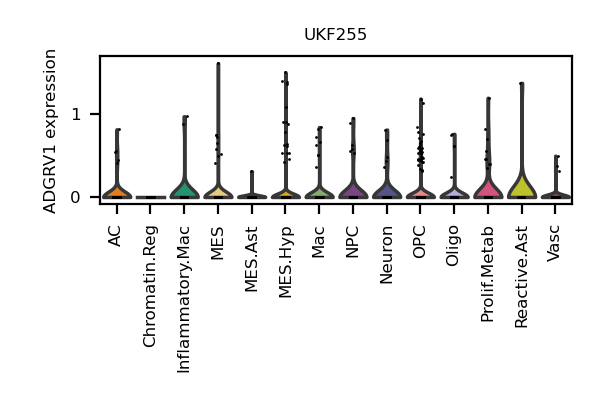 UKF255
ADGRV1 expression
1
0
AC
Chromatin.Reg
Inflammatory.Mac
MES
MES.Ast
MES.Hyp
Mac
NPC
Neuron
OPC
Oligo
Prolif.Metab
Reactive.Ast
Vasc